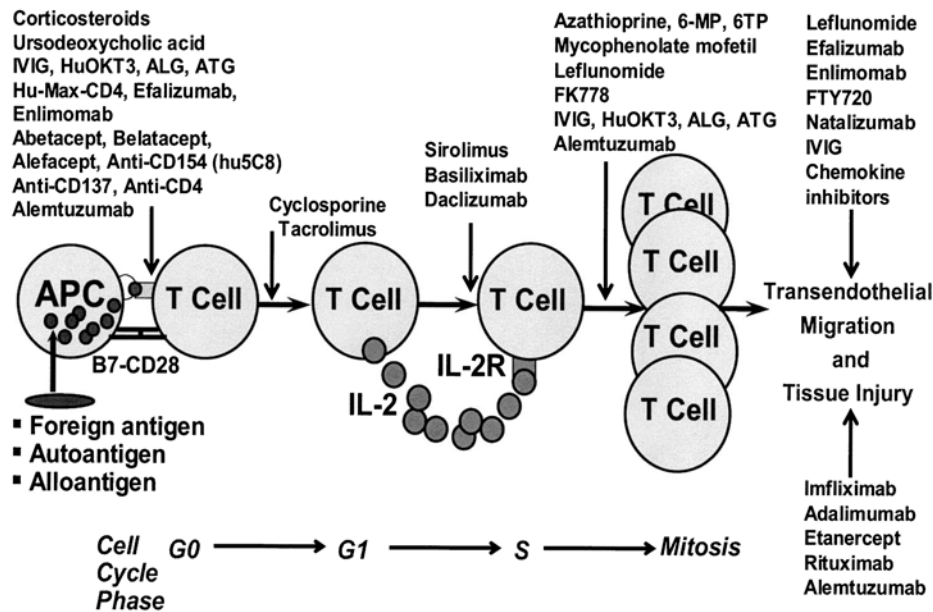 Corticosteroids
Ursodeoxycholic acid
IVIG, HuOKT3, ALG, ATG
Hu-Max-CD4, Efalizumab,
Enlimomab
Abetacept, Belatacept,
Alefacept, Anti-CD154 (hu5C8)
Anti-CD137, Anti-CD4
Alemtuzumab
Cyclosporine
Tacrolimus
Sirolimus
Basiliximab
Daclizumab
Azathioprine, 6-MP, 6TP
Mycophenolate mofetil
Leflunomide
FK778
IVIG, HuOKT3, ALG, ATG
Alemtuzumab
Leflunomide
Efalizumab
Enlimomab
FTY720
Natalizumab
IVIG
Chemokine
inhibitors
APC
T Cell
T Cell
T Cell
T Cell
T Cell
T Cell
T Cell
B7-CD28
IL-2
IL-2R
Transendothelial
Migration
and
Tissue Injury
▪ Foreign antigen
▪ Autoantigen
▪ Alloantigen
Imfliximab
Adalimumab
Etanercept
Rituximab
Alemtuzumab
Cell
Cycle
Phase
G0
G1
S
Mitosis